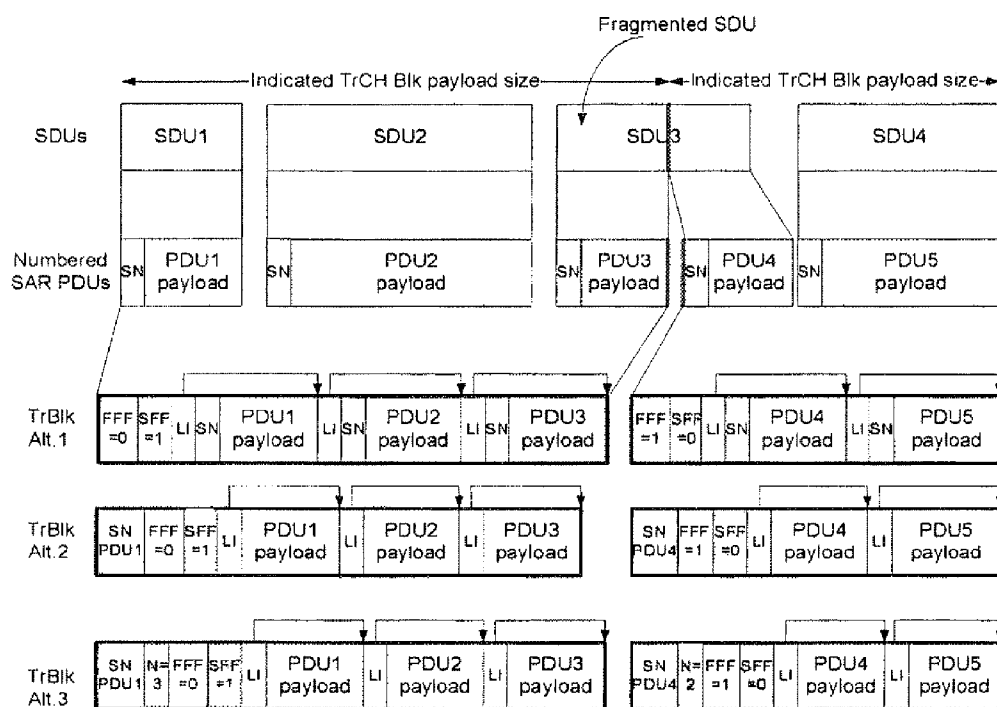 Fragmented SDU
Indicated TrCH Blk payload size
Indicated TrCH Blk payload size
SDUs
SDU1
SDU2
SDU3
SDU4
Numbered
SAR PDUs
SN
PDU1
payload
SN
PDU2
payload
SN
PDU3
payload
SN
PDU4
payload
SN
PDU5
payload
TrBlk
Alt.1
FFF
=0
SFF
=1
LI
SN
PDU1
payload
LI
SN
PDU2
payload
LI
SN
PDU3
payload
FFF
=1
SFF
=0
LI
SN
PDU4
payload
LI
SN
PDU5
payload
TrBlk
Alt.2
SN
PDU1
FFF
=0
SFF
=1
LI
PDU1
payload
LI
PDU2
payload
LI
PDU3
payload
SN
PDU4
FFF
=1
SFF
=0
LI
PDU4
payload
LI
PDU5
payload
TrBlk
Alt.3
SN
PDU1
N=
3
FFF
=0
SFF
=1
LI
PDU1
payload
LI
PDU2
payload
LI
PDU3
payload
SN
PDU4
N=
2
FFF
=1
SFF
=0
LI
PDU4
payload
LI
PDU5
payload